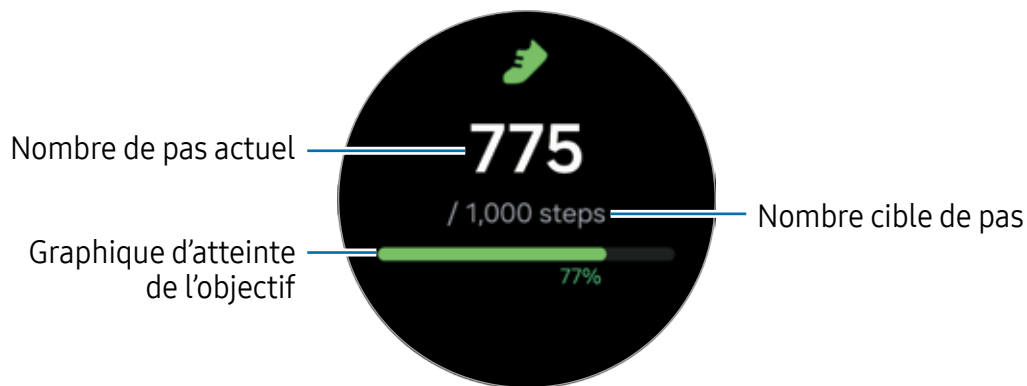 775
Nombre de pas actuel
/ 1,000 steps
Nombre cible de pas
Graphique d’atteinte
de l’objectif
77%